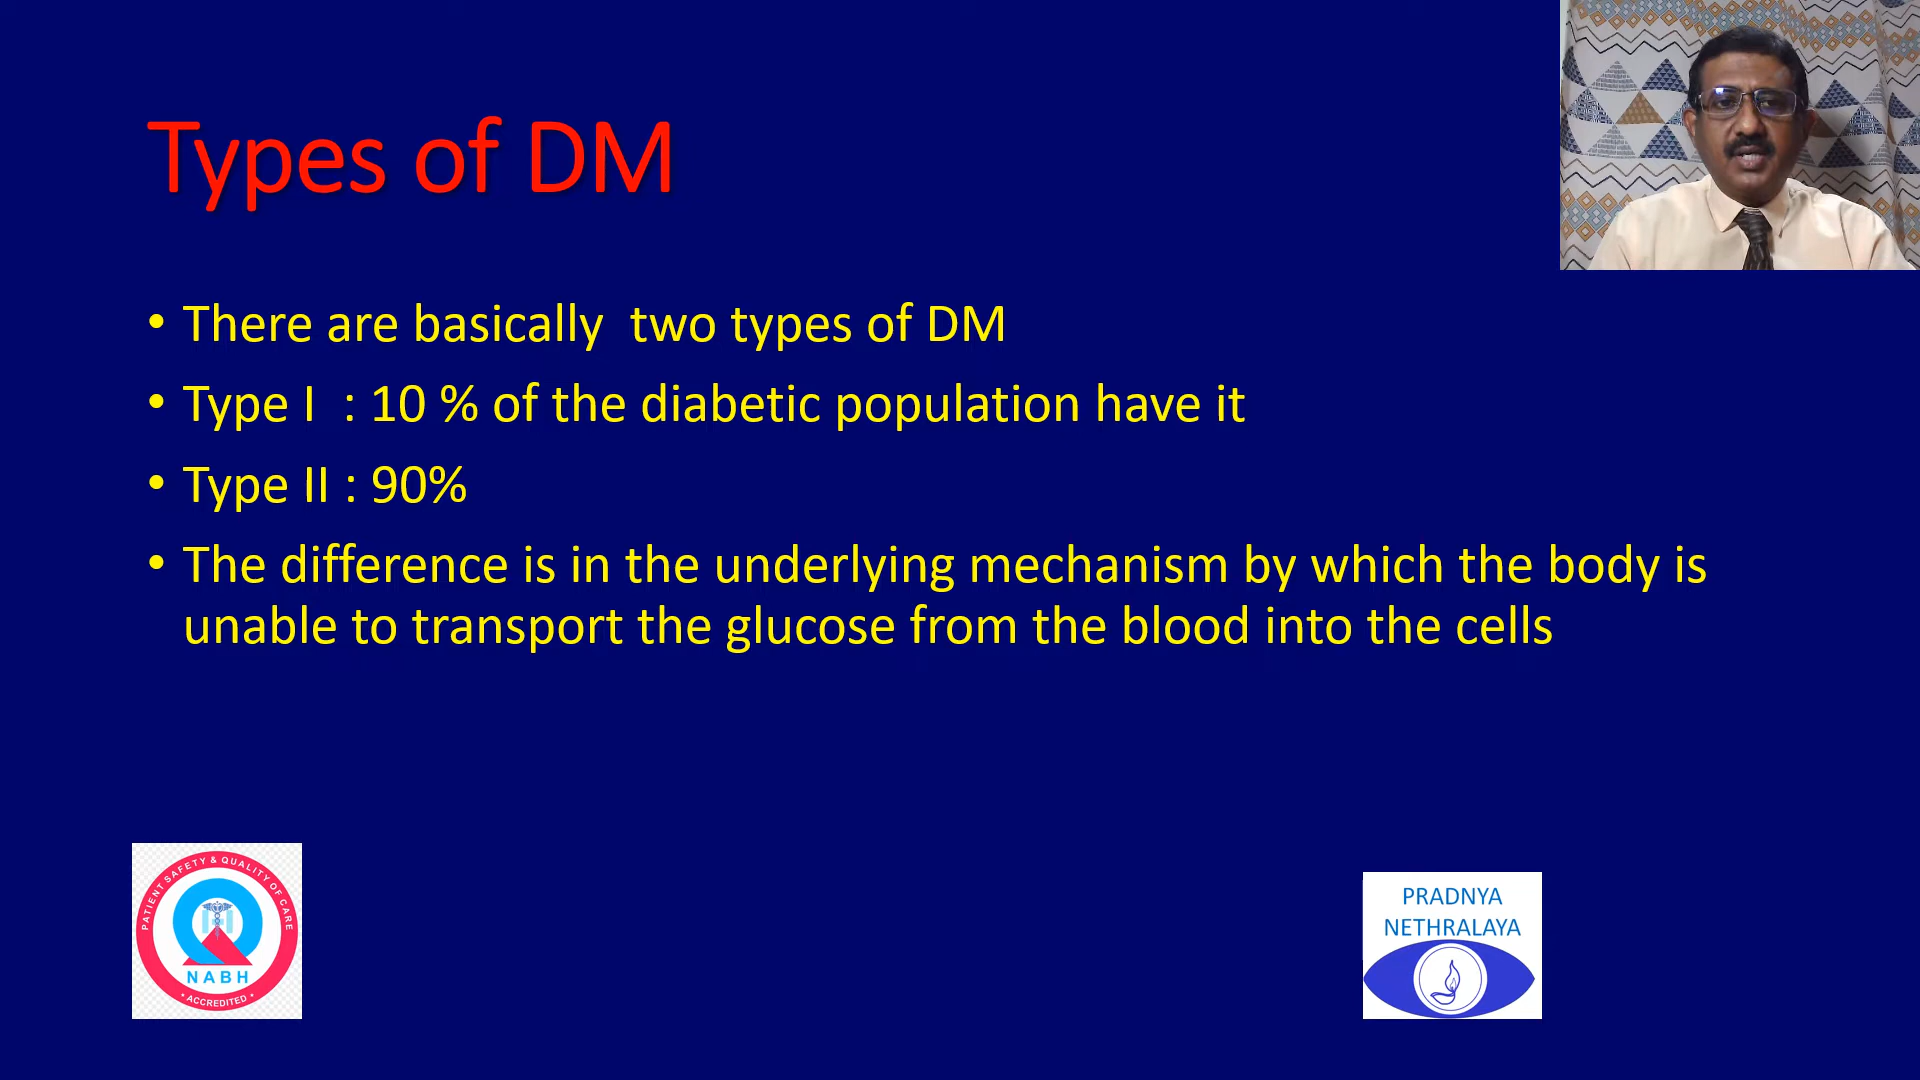 Types of DM
• There are basically  two types of DM
• Type I  : 10 % of the diabetic population have it
• Type II : 90%
• The difference is in the underlying mechanism by which the body is
unable to transport the glucose from the blood into the cells
PATIENT SAFETY & QUALITY OF CARE
NABH
• ACCREDITED •
PRADNYA
NETHRALAYA